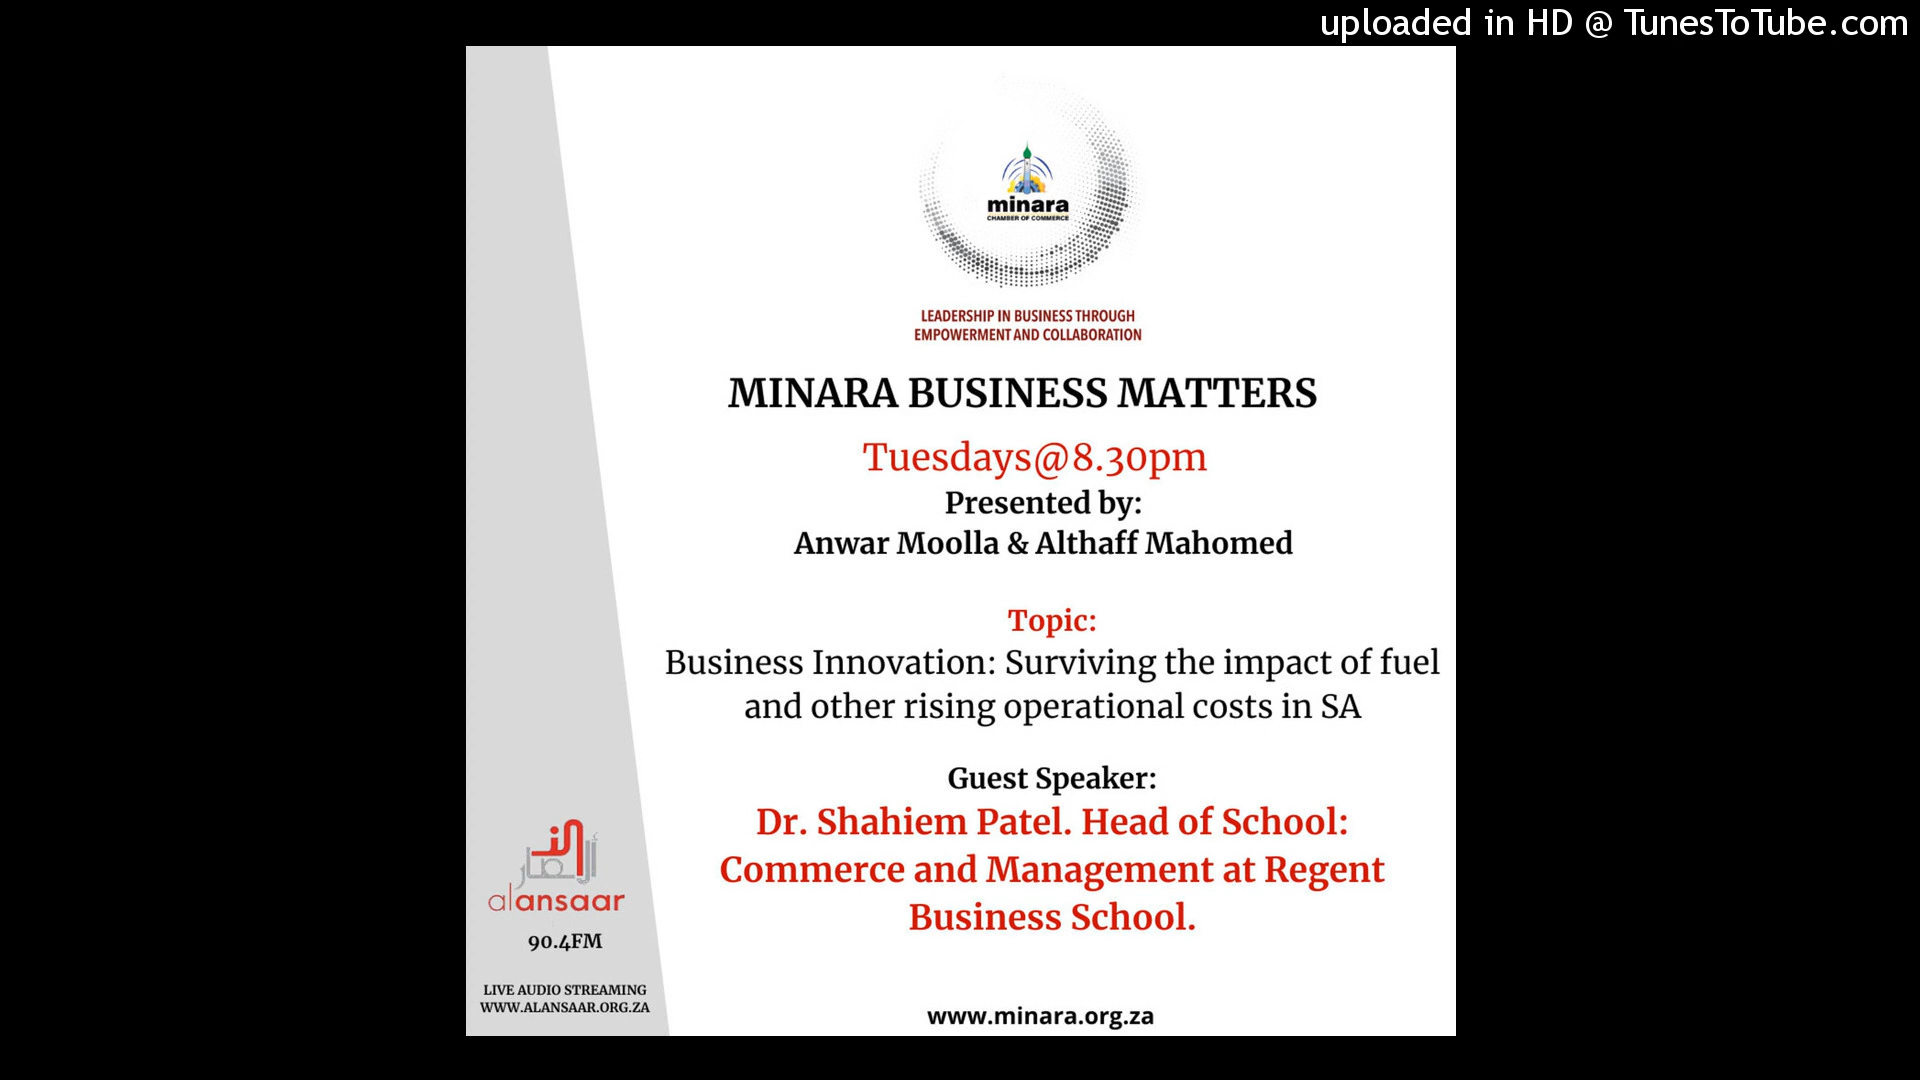 uploaded in HD @ TunesToTube.com
minara
CHAMBER OF COMMERCE
LEADERSHIP IN BUSINESS THROUGH
EMPOWERMENT AND COLLABORATION
MINARA BUSINESS MATTERS
Tuesdays@8.30pm
Presented by:
Anwar Moolla & Althaff Mahomed
Topic:
Business Innovation: Surviving the impact of fuel
and other rising operational costs in SA
Guest Speaker:
Dr. Shahiem Patel. Head of School:
Commerce and Management at Regent
Business School.
الأنصار
alansaar
90.4FM
LIVE AUDIO STREAMING
WWW.ALANSAAR.ORG.ZA
www.minara.org.za